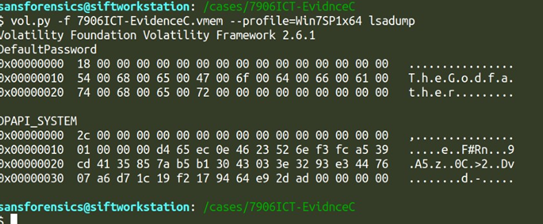 sansforensics@siftworkstation: /cases/7906ICT-EvidnceC
$ vol.py -f 7906ICT-EvidenceC.vmem --profile=Win7SP1x64 lsadump
Volatility Foundation Volatility Framework 2.6.1
DefaultPassword
0x00000000  18 00 00 00 00 00 00 00 00 00 00 00 00 00 00 00   ................
0x00000010  54 00 68 00 65 00 47 00 6f 00 64 00 66 00 61 00   T.h.e.G.o.d.f.a.
0x00000020  74 00 68 00 65 00 72 00 00 00 00 00 00 00 00 00   t.h.e.r.........
DPAPI_SYSTEM
0x00000000  2c 00 00 00 00 00 00 00 00 00 00 00 00 00 00 00   ,...............
0x00000010  01 00 00 00 d4 65 ec 0e 46 23 52 6e f3 fc a5 39   .....e..F#Rn...9
0x00000020  cd 41 35 85 7a b5 b1 30 43 03 3e 32 93 e3 44 76   .A5.z..0C.>2..Dv
0x00000030  07 a6 d7 1c 19 f2 17 94 64 e9 2d ad 00 00 00 00   ........d.-.....
sansforensics@siftworkstation: /cases/7906ICT-EvidnceC
$